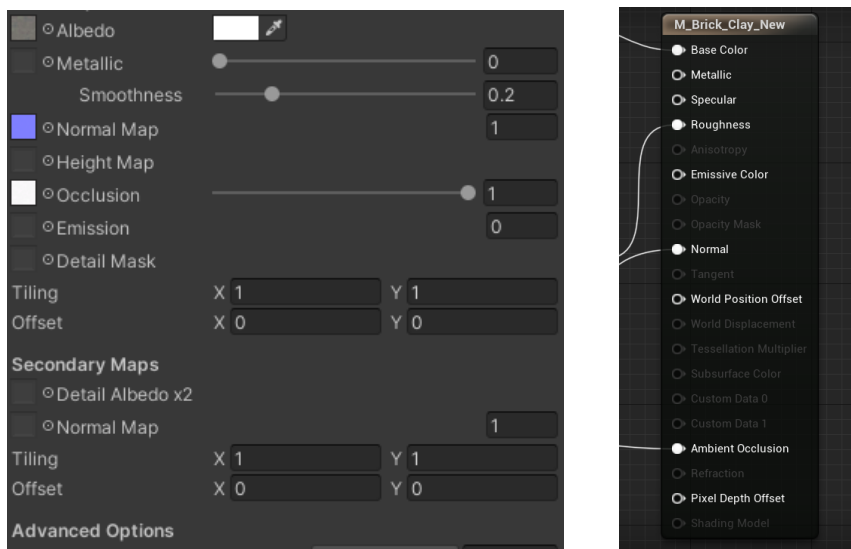 Albedo
Metallic 0
Smoothness 0.2
Normal Map 1
Height Map
Occlusion 1
Emission 0
Detail Mask
Tiling X 1 Y 1
Offset X 0 Y 0
Secondary Maps
Detail Albedo x2
Normal Map 1
Tiling X 1 Y 1
Offset X 0 Y 0
Advanced Options
M_Brick_Clay_New
Base Color
Metallic
Specular
Roughness
Anisotropy
Emissive Color
Opacity
Opacity Mask
Normal
Tangent
World Position Offset
World Displacement
Tessellation Multiplier
Subsurface Color
Custom Data 0
Custom Data 1
Ambient Occlusion
Refraction
Pixel Depth Offset
Shading Model